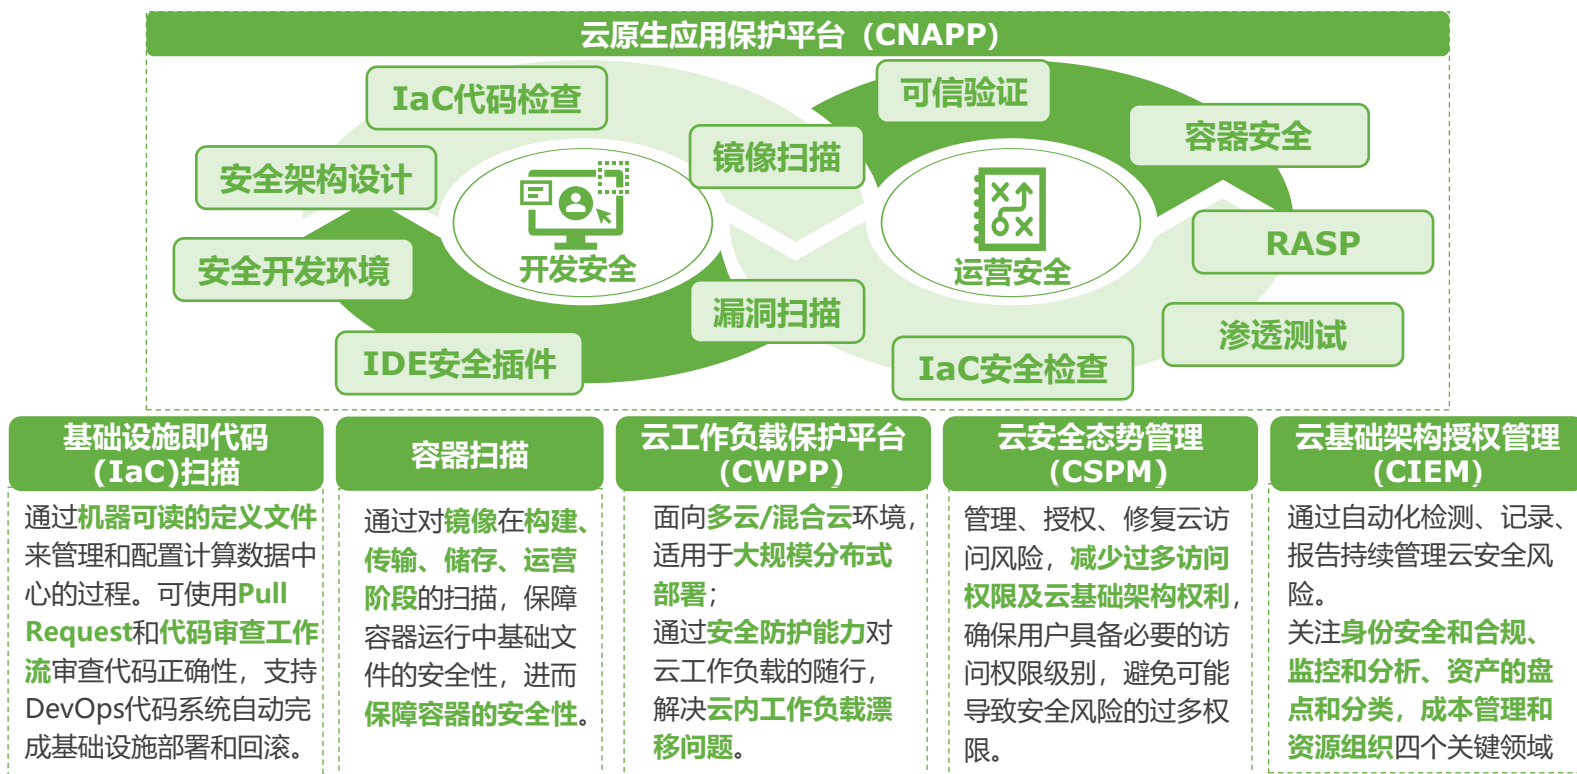 云原生应用保护平台（CNAPP）
IaC代码检查
可信验证
镜像扫描
容器安全
安全架构设计
开发安全
运营安全
安全开发环境
RASP
漏洞扫描
渗透测试
IDE安全插件
IaC安全检查
基础设施即代码
（IaC)扫描
通过机器可读的定义文件
来管理和配置计算数据中
心的过程。可使用Pull
Request和代码审查工作
流审查代码正确性，支持
DevOps代码系统自动完
成基础设施部署和回滚。
容器扫描
通过对镜像在构建、
传输、储存、运营
阶段的扫描，保障
容器运行中基础文
件的安全性，进而
保障容器的安全性。
云工作负载保护平台
（CWPP）
面向多云/混合云环境，
适用于大规模分布式
部署；
通过安全防护能力对
云工作负载的随行，
解决云内工作负载漂
移问题。
云安全态势管理
（CSPM）
管理、授权、修复云访
问风险，减少过多访问
权限及云基础架构权利，
确保用户具备必要的访
问权限级别，避免可能
导致安全风险的过多权
限。
云基础架构授权管理
（CIEM）
通过自动化检测、记录、
报告持续管理云安全风
险。
关注身份安全和合规、
监控和分析、资产的盘
点和分类，成本管理和
资源组织四个关键领域